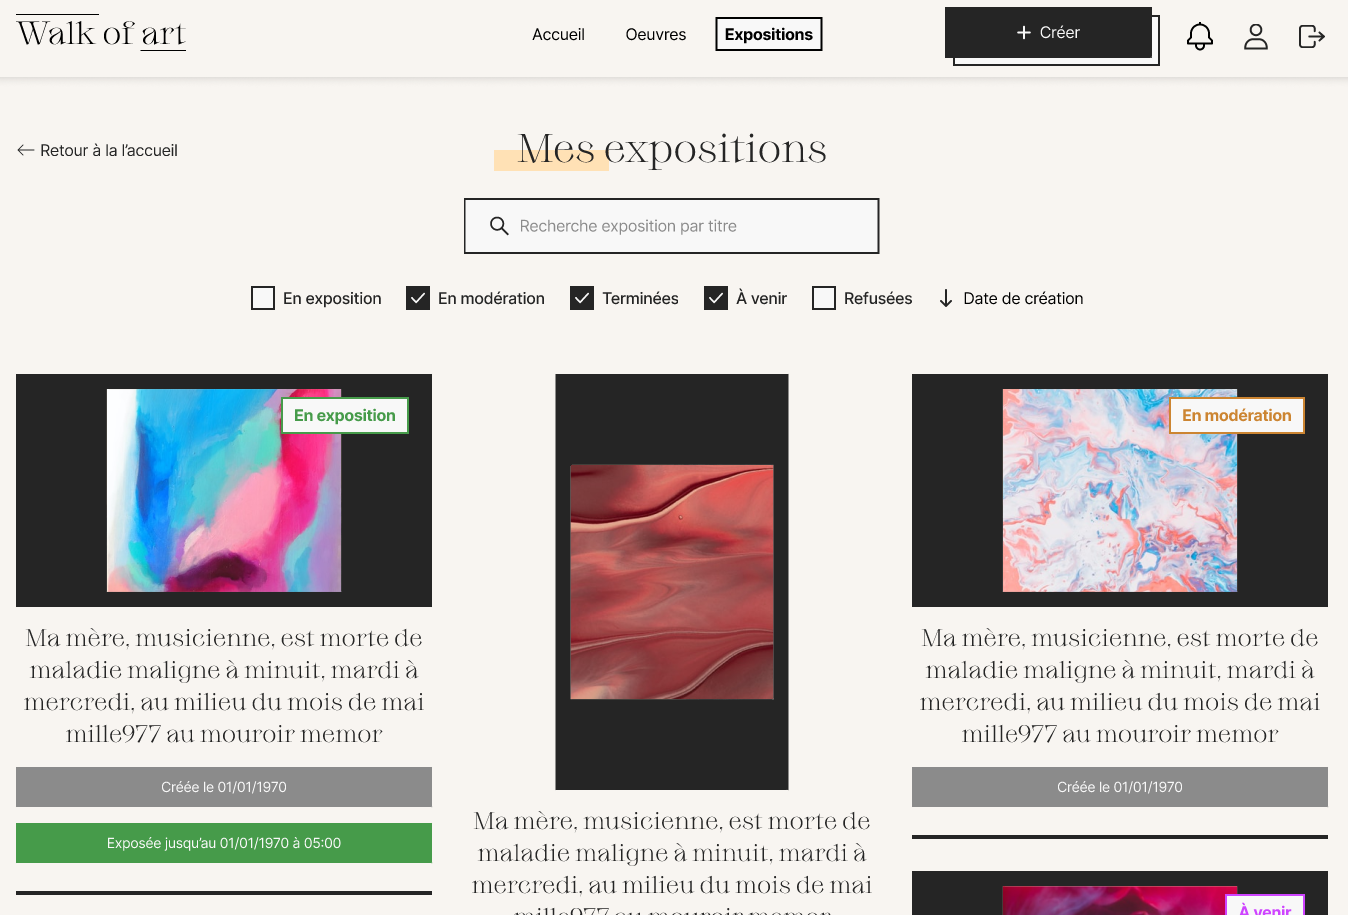 Walk of art
Accueil
Oeuvres
Expositions
Créer
Retour à la l'accueil
Mes expositions
Recherche exposition par titre
En exposition
En modération
Terminées
À venir
Refusées
Date de création
En exposition
Ma mère, musicienne, est morte de
maladie maligne à minuit, mardi à
mercredi, au milieu du mois de mai
mille977 au mouroir memor
Créée le 01/01/1970
Exposée jusqu'au 01/01/1970 à 05:00
Ma mère, musicienne, est morte de
maladie maligne à minuit, mardi à
mercredi, au milieu du mois de mai
mille977 au mouroir memor
En modération
Ma mère, musicienne, est morte de
maladie maligne à minuit, mardi à
mercredi, au milieu du mois de mai
mille977 au mouroir memor
Créée le 01/01/1970
À venir